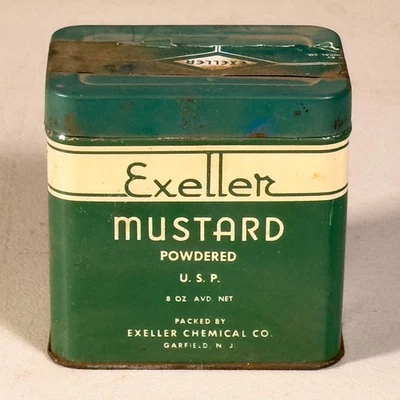 EXELLER
Exeller
MUSTARD
POWDERED
U. S. P.
8 OZ AVD. NET
PACKED BY
EXELLER CHEMICAL CO.
GARFIELD, N. J.